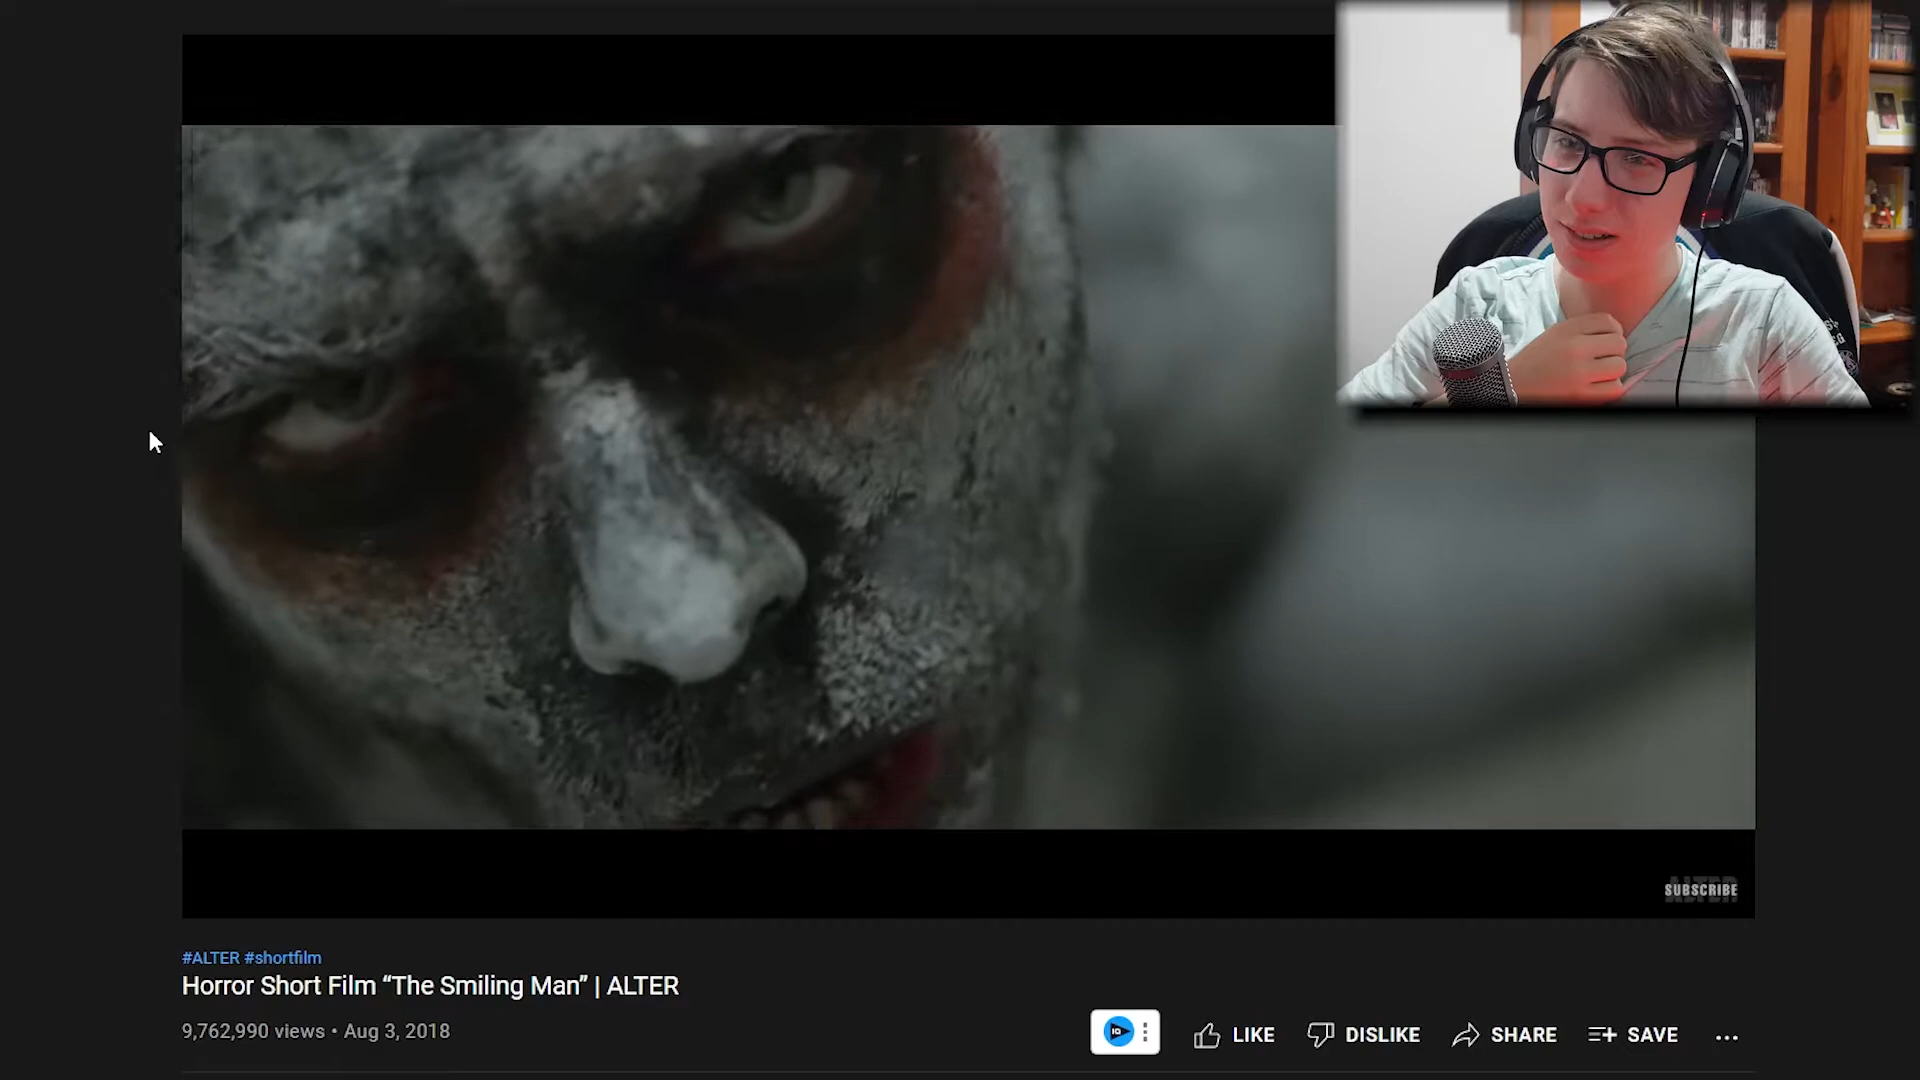 SUBSCRIBE
#ALTER #shortfilm
Horror Short Film “The Smiling Man” | ALTER
9,762,990 views • Aug 3, 2018
LIKE DISLIKE SHARE SAVE